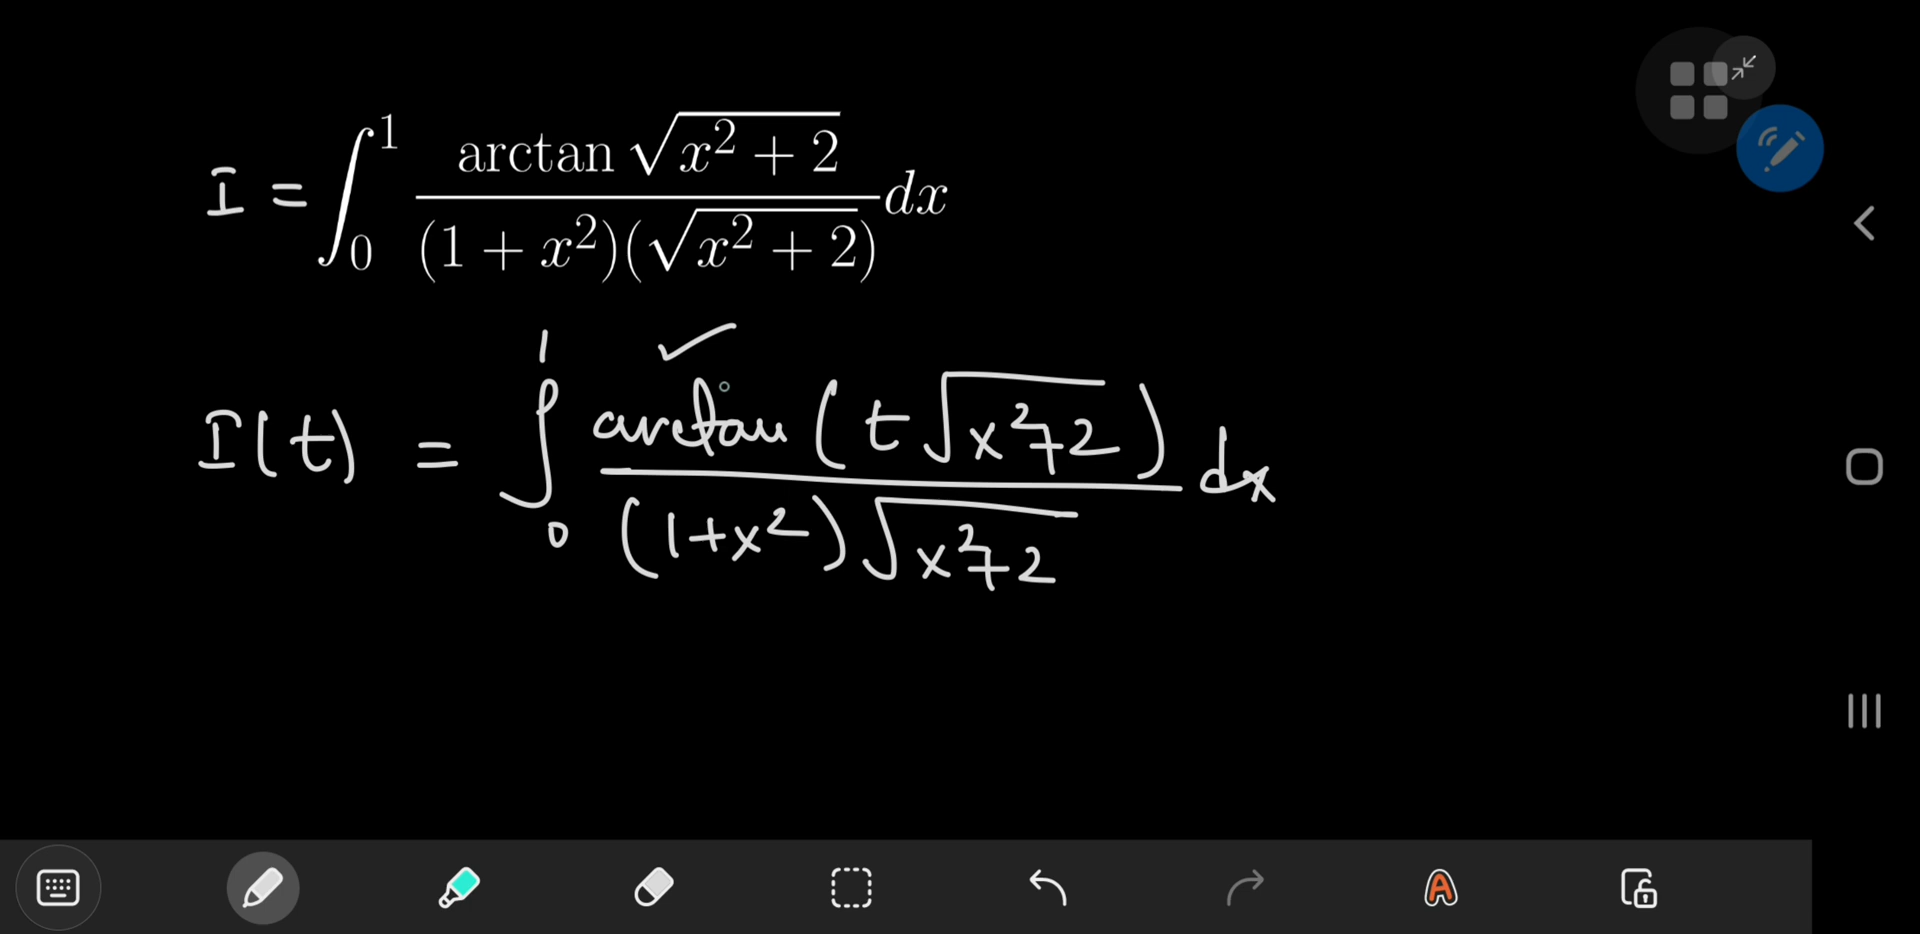 I = ∫₀¹ arctan √(x² + 2) / ((1 + x²)(√(x² + 2))) dx
I(t) = ∫₀¹ arctan (t√(x²+2)) / ((1+x²)√(x²+2)) dx
A